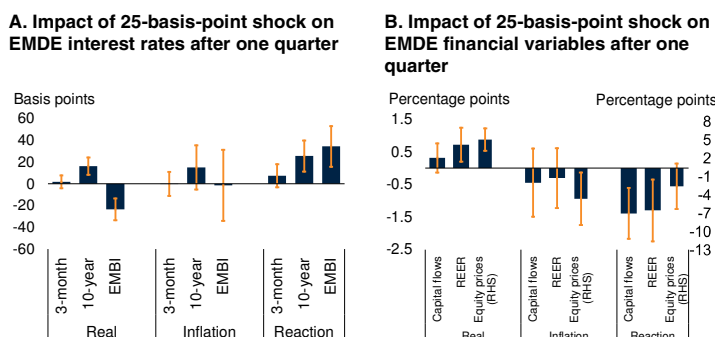 A. Impact of 25-basis-point shock on
EMDE interest rates after one quarter
Basis points
60
40
20
0
-20
-40
-60
3-month
10-year
EMBI
3-month
10-year
EMBI
3-month
10-year
EMBI
Real
Inflation
Reaction
B. Impact of 25-basis-point shock on
EMDE financial variables after one
quarter
Percentage points
Percentage points
1.5
0.5
-0.5
-1.5
-2.5
8
5
2
-1
-4
-7
-10
-13
Capital flows
REER
Equity prices
(RHS)
Capital flows
REER
Equity prices
(RHS)
Capital flows
REER
Equity prices
(RHS)
Real
Inflation
Reaction